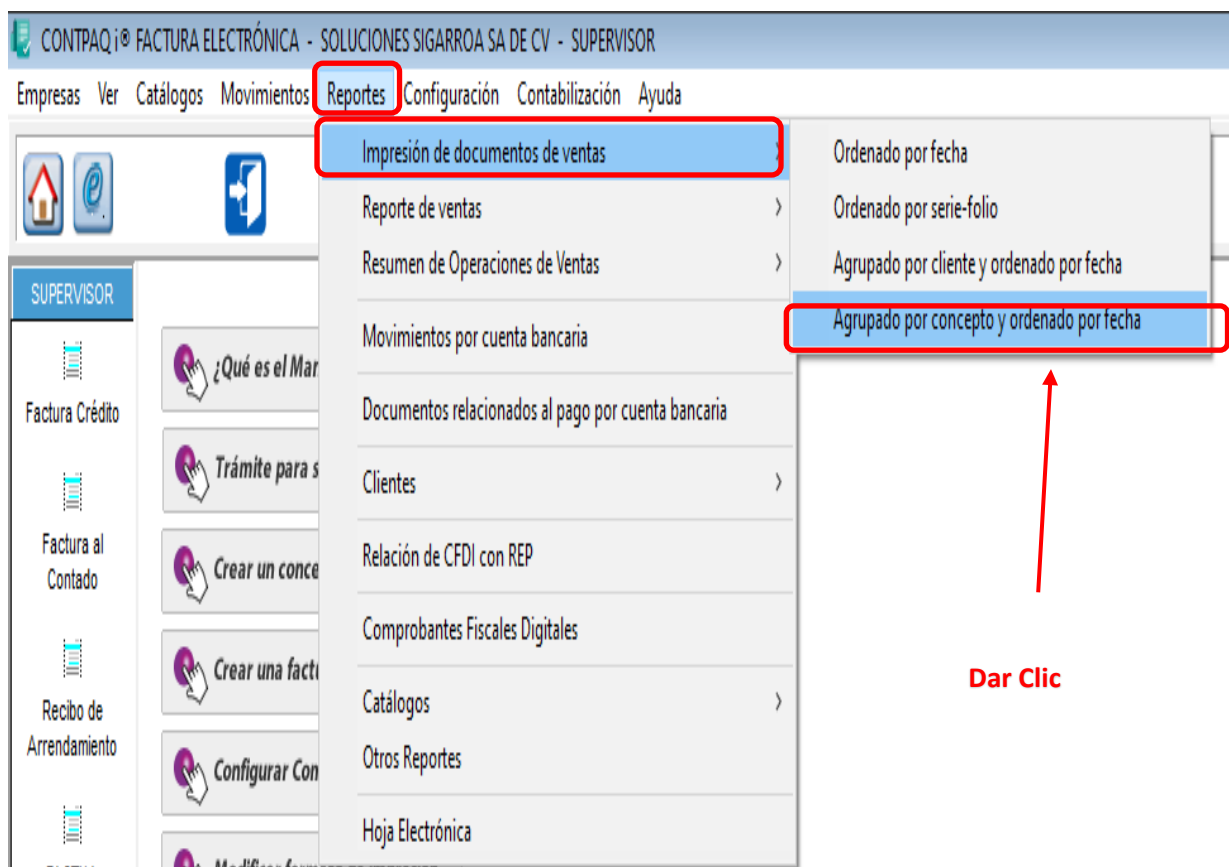 CONTPAQ i® FACTURA ELECTRÓNICA - SOLUCIONES SIGARROA SA DE CV - SUPERVISOR
Empresas Ver Catálogos Movimientos Reportes Configuración Contabilización Ayuda
Impresión de documentos de ventas
Reporte de ventas
Resumen de Operaciones de Ventas
Movimientos por cuenta bancaria
Documentos relacionados al pago por cuenta bancaria
Clientes
Relación de CFDI con REP
Comprobantes Fiscales Digitales
Catálogos
Otros Reportes
Hoja Electrónica
Ordenado por fecha
Ordenado por serie-folio
Agrupado por cliente y ordenado por fecha
Agrupado por concepto y ordenado por fecha
Dar Clic
SUPERVISOR
Factura Crédito
Factura al
Contado
Recibo de
Arrendamiento
¿Qué es el Mar
Trámite para s
Crear un conce
Crear una factu
Configurar Con